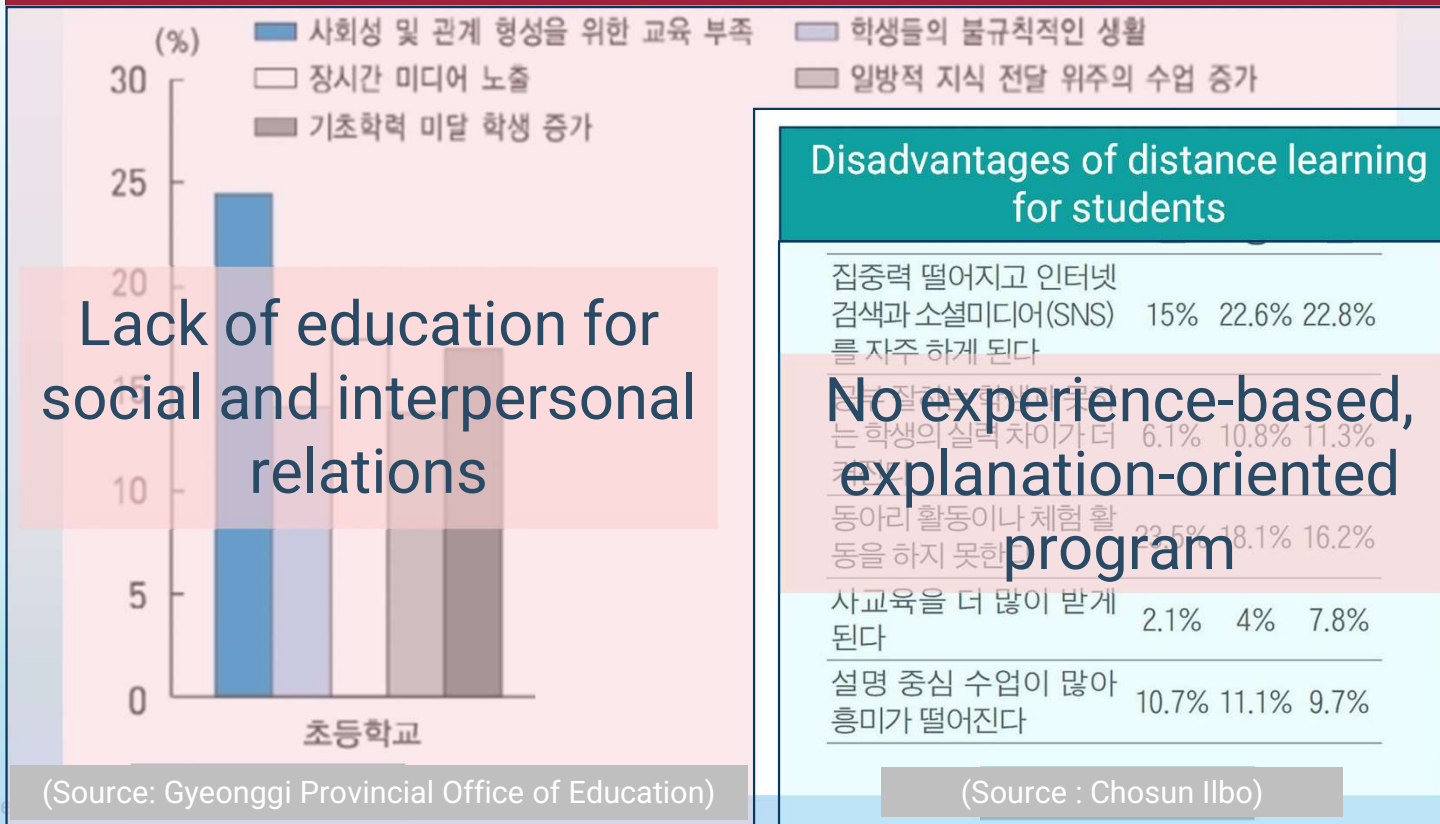 (%)
사회성 및 관계 형성을 위한 교육 부족
학생들의 불규칙적인 생활
장시간 미디어 노출
일방적 지식 전달 위주의 수업 증가
기초학력 미달 학생 증가
30
25
20
15
10
5
0
초등학교
Lack of education for
social and interpersonal
relations
(Source: Gyeonggi Provincial Office of Education)
Disadvantages of distance learning
for students
집중력 떨어지고 인터넷
검색과 소셜미디어(SNS) 15% 22.6% 22.8%
를 자주 하게 된다
는 학생의 실력 차이가 더 6.1% 10.8% 11.3%
동아리 활동이나 체험 활
동을 하지 못한다 23.5% 18.1% 16.2%
사교육을 더 많이 받게
된다 2.1% 4% 7.8%
설명 중심 수업이 많아
흥미가 떨어진다 10.7% 11.1% 9.7%
No experience-based,
explanation-oriented
program
(Source : Chosun Ilbo)